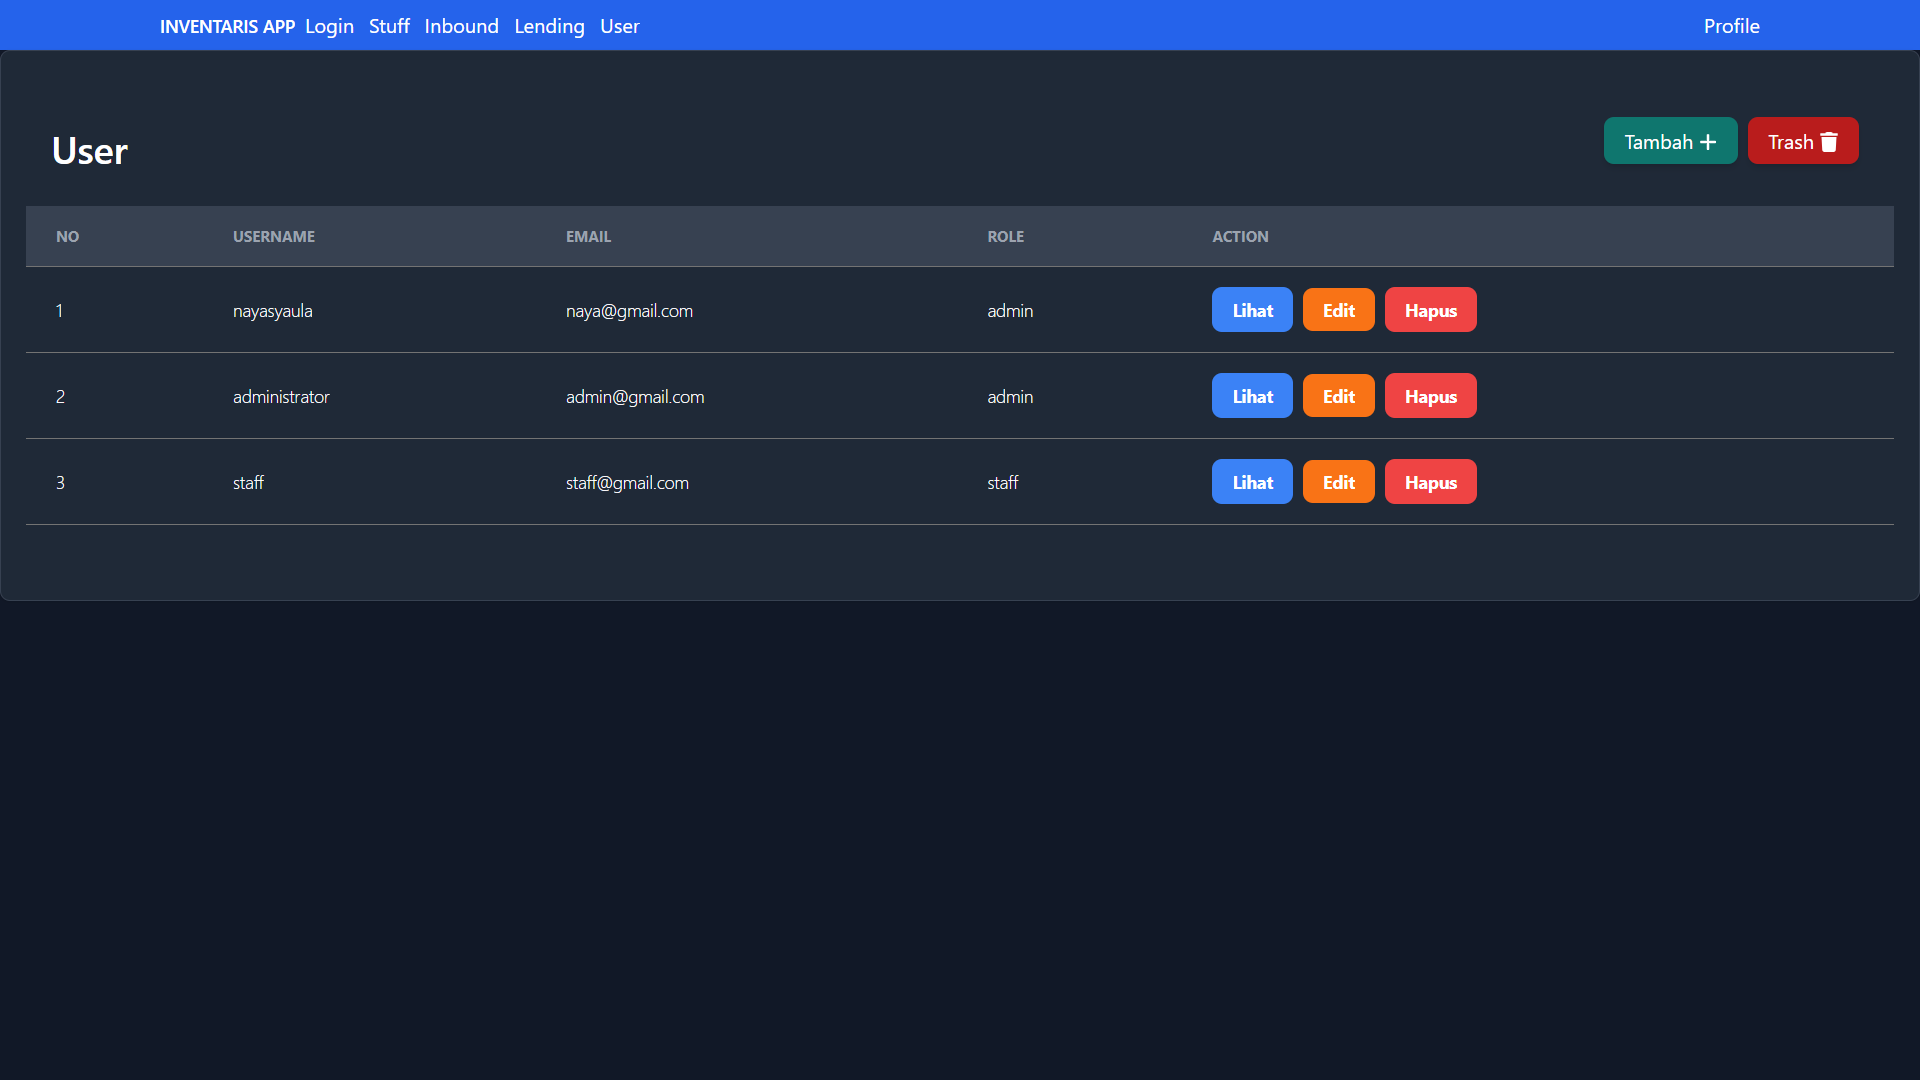 INVENTARIS APP Login Stuff Inbound Lending User Profile
User
Tambah Trash
NO USERNAME EMAIL ROLE ACTION
1 nayasyaula naya@gmail.com admin Lihat Edit Hapus
2 administrator admin@gmail.com admin Lihat Edit Hapus
3 staff staff@gmail.com staff Lihat Edit Hapus